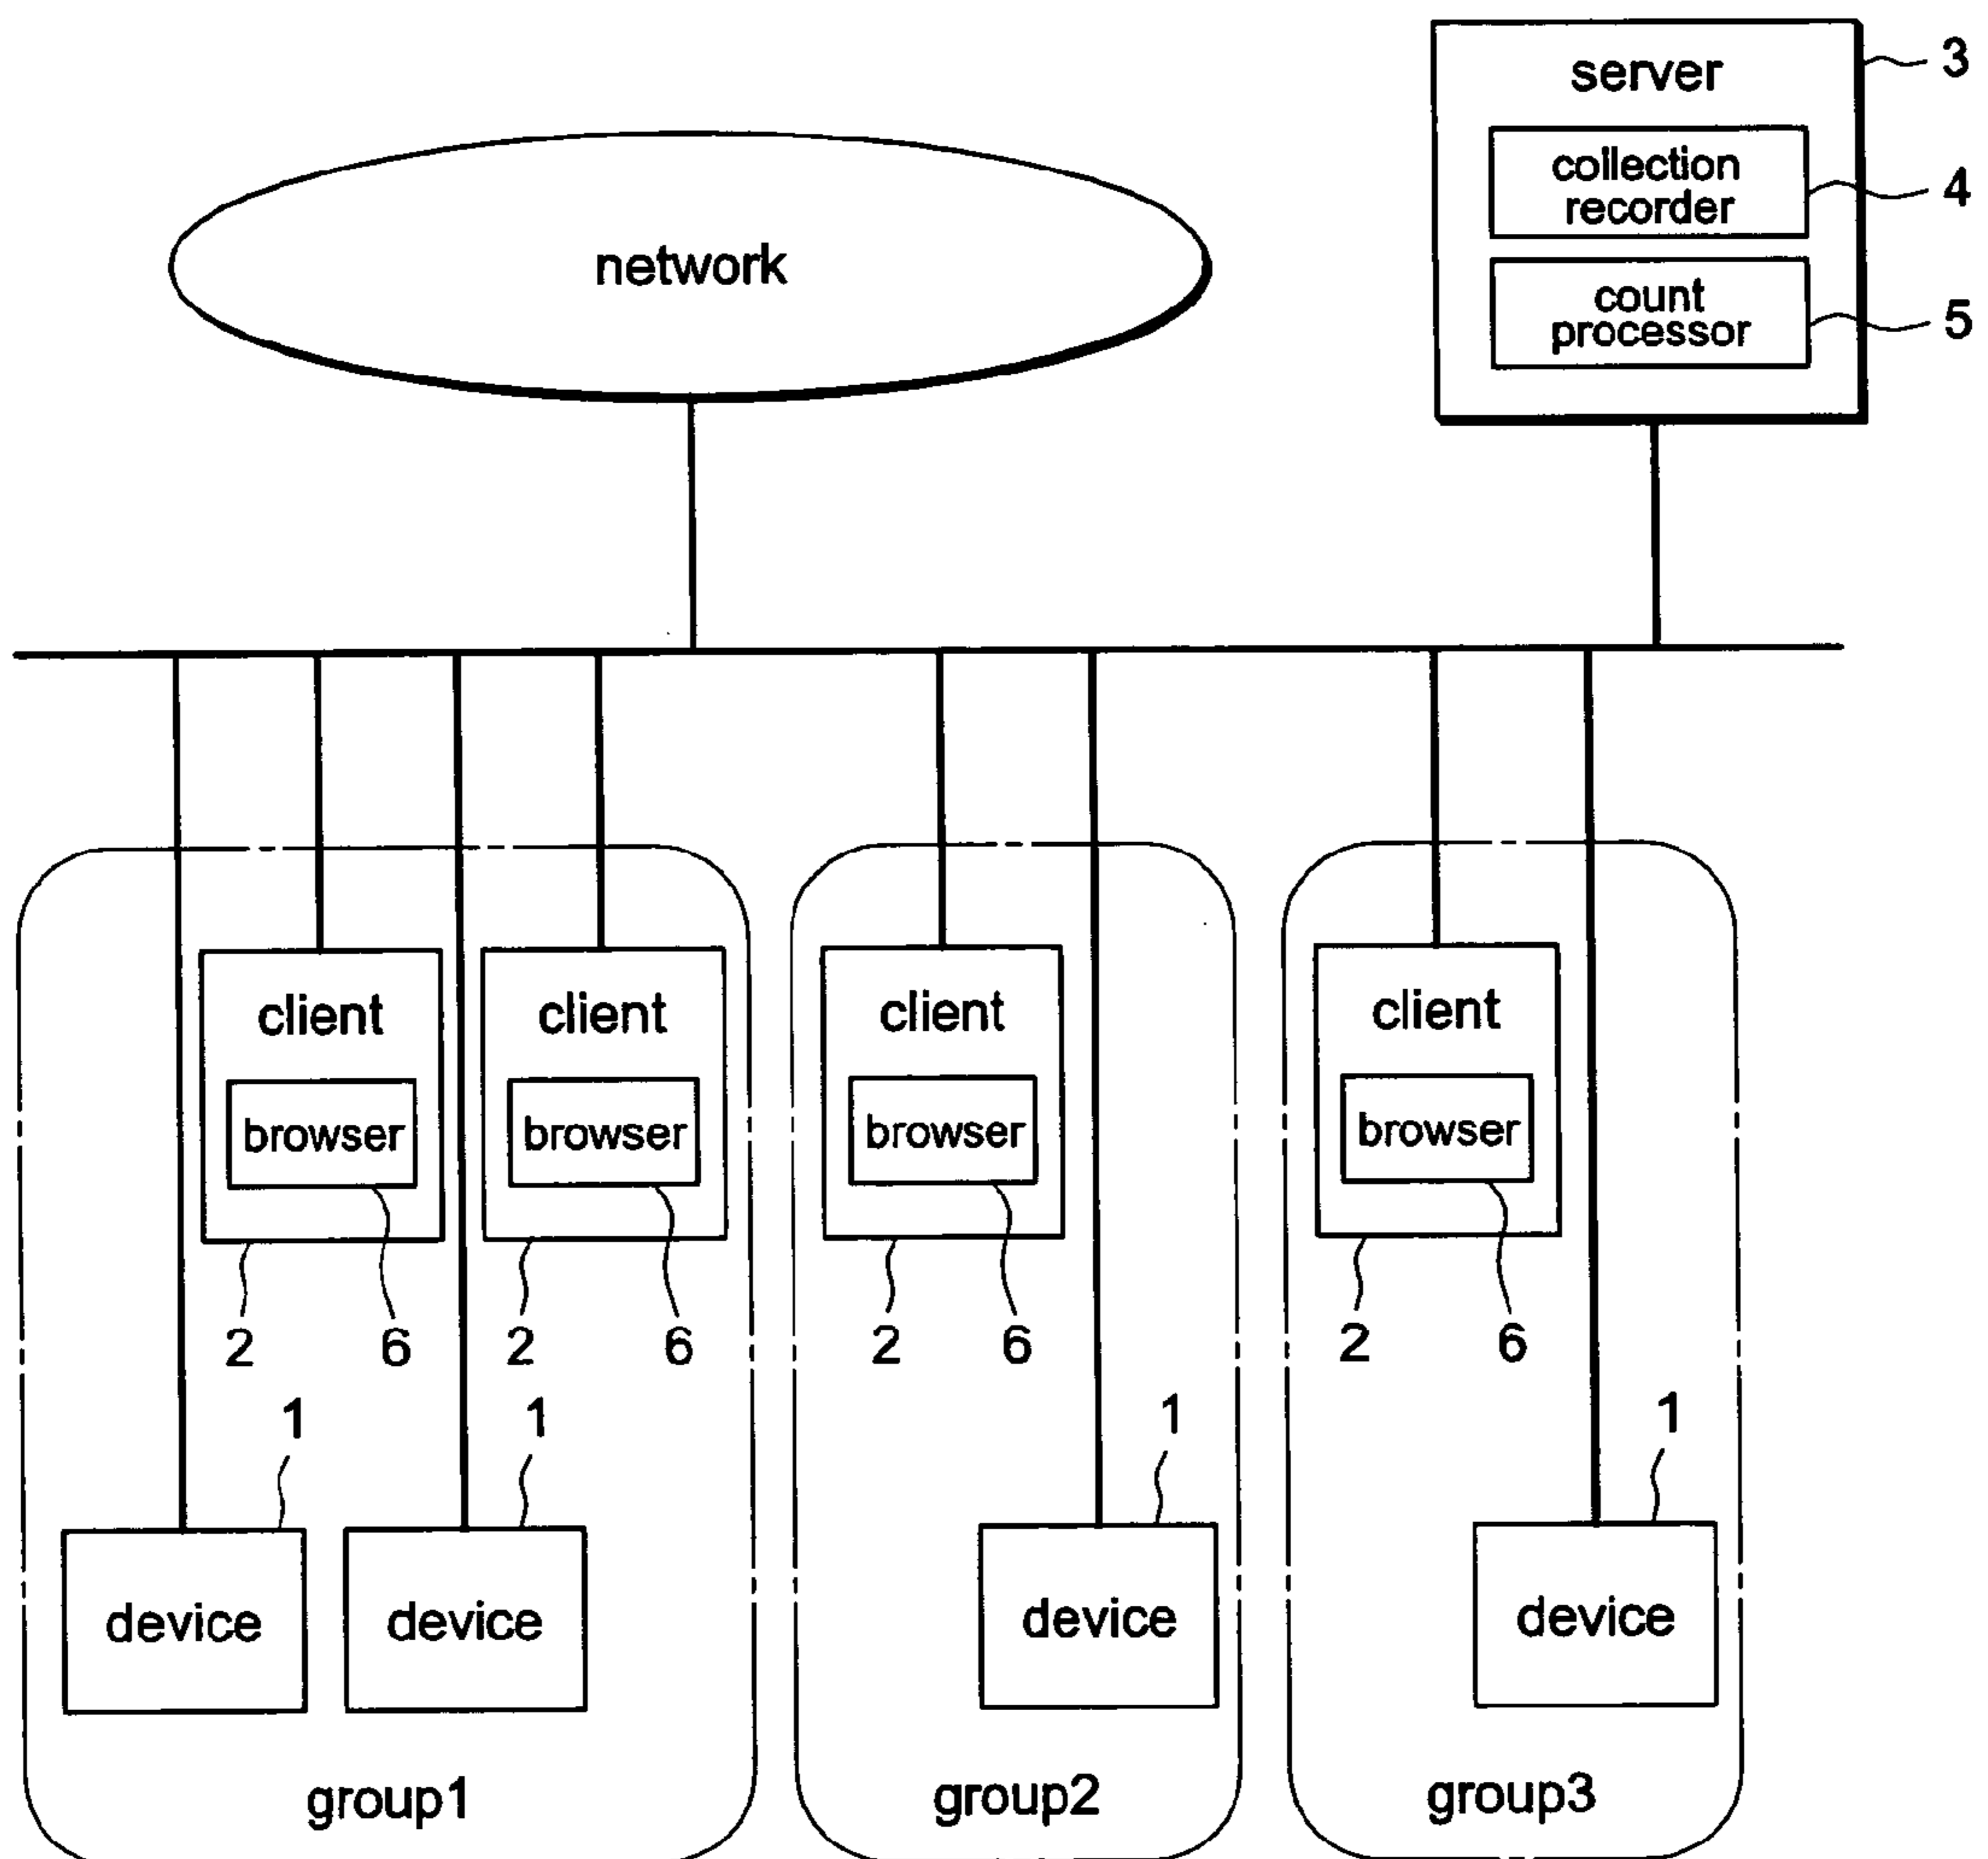 server
3
collection
recorder
4
network
count
processor
5
client
client
client
client
browser
browser
browser
browser
2
6
2
6
2
6
2
6
1
1
1
1
device
device
device
device
group1
group2
group3